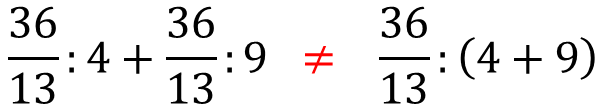 36/13 : 4 + 36/13 : 9 ≠ 36/13 : (4 + 9)